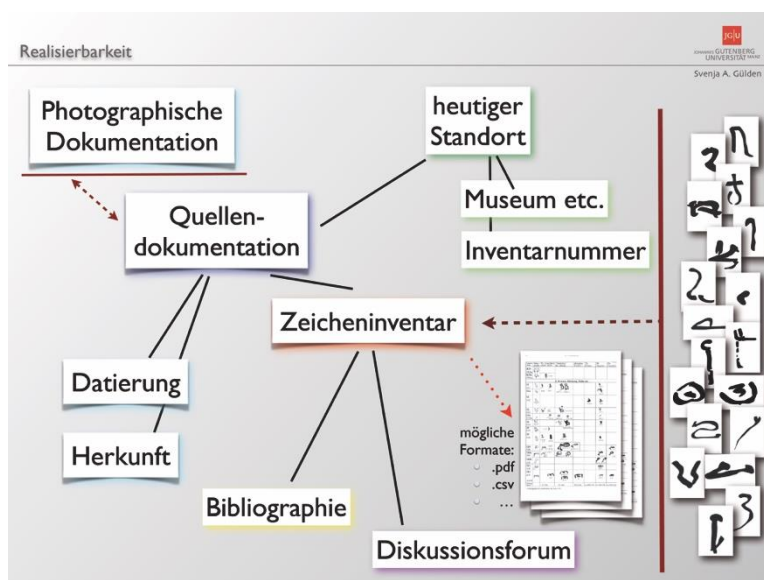 Realisierbarkeit
JG|U
JOHANNES GUTENBERG
UNIVERSITÄT MAINZ
Svenja A. Gülden
Photographische
Dokumentation
heutiger
Standort
Museum etc.
Inventarnummer
Quellen-
dokumentation
Zeicheninventar
Datierung
Herkunft
mögliche
Formate:
.pdf
.csv
...
Bibliographie
Diskussionsforum